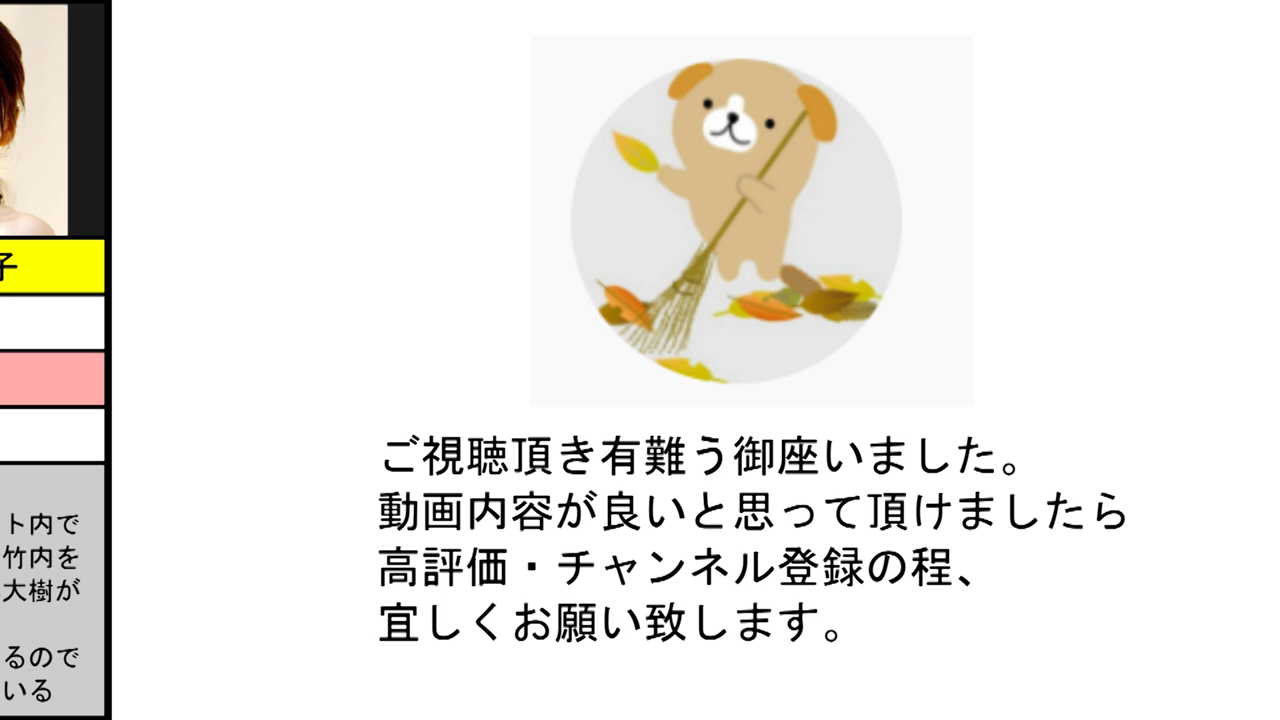 子
ト内で
竹内を
大樹が
るので
いる
ご視聴頂き有難う御座いました。
動画内容が良いと思って頂けましたら
高評価・チャンネル登録の程、
宜しくお願い致します。